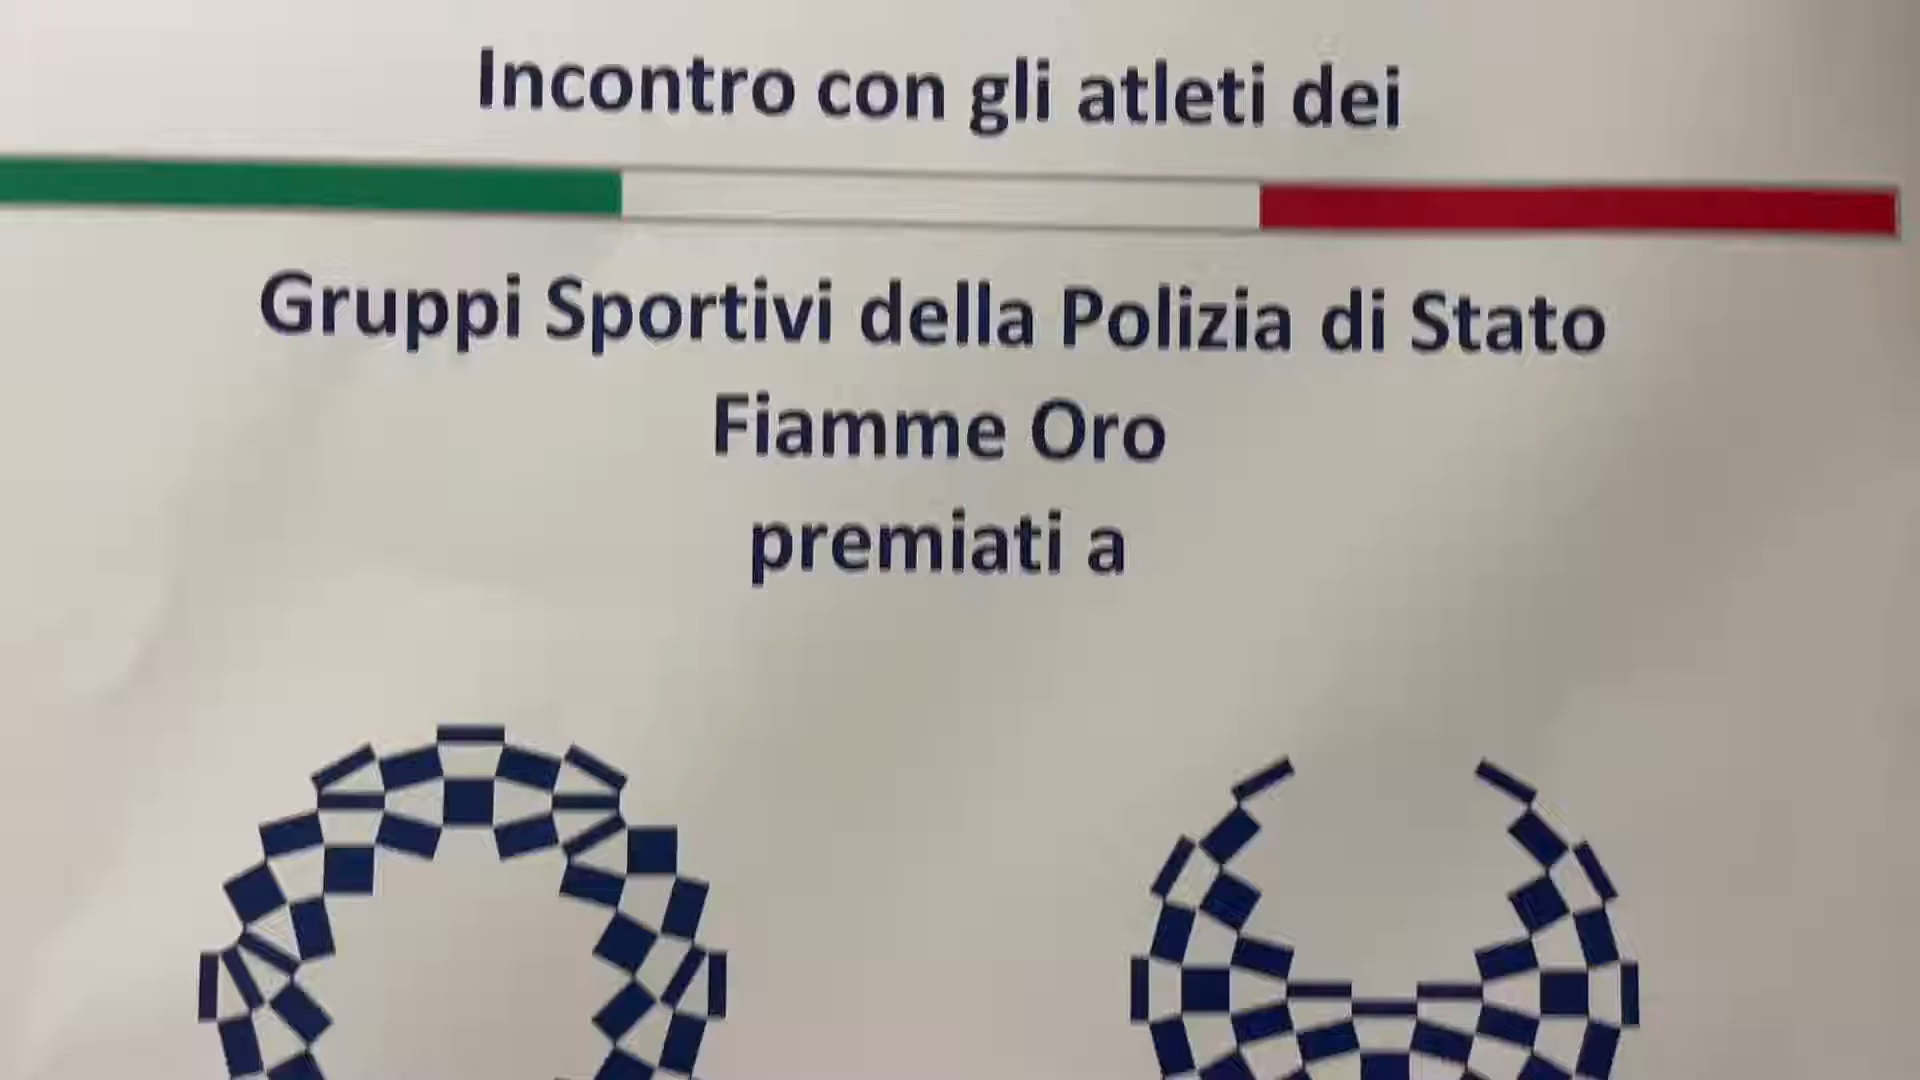 Incontro con gli atleti dei
Gruppi Sportivi della Polizia di Stato
Fiamme Oro
premiati a